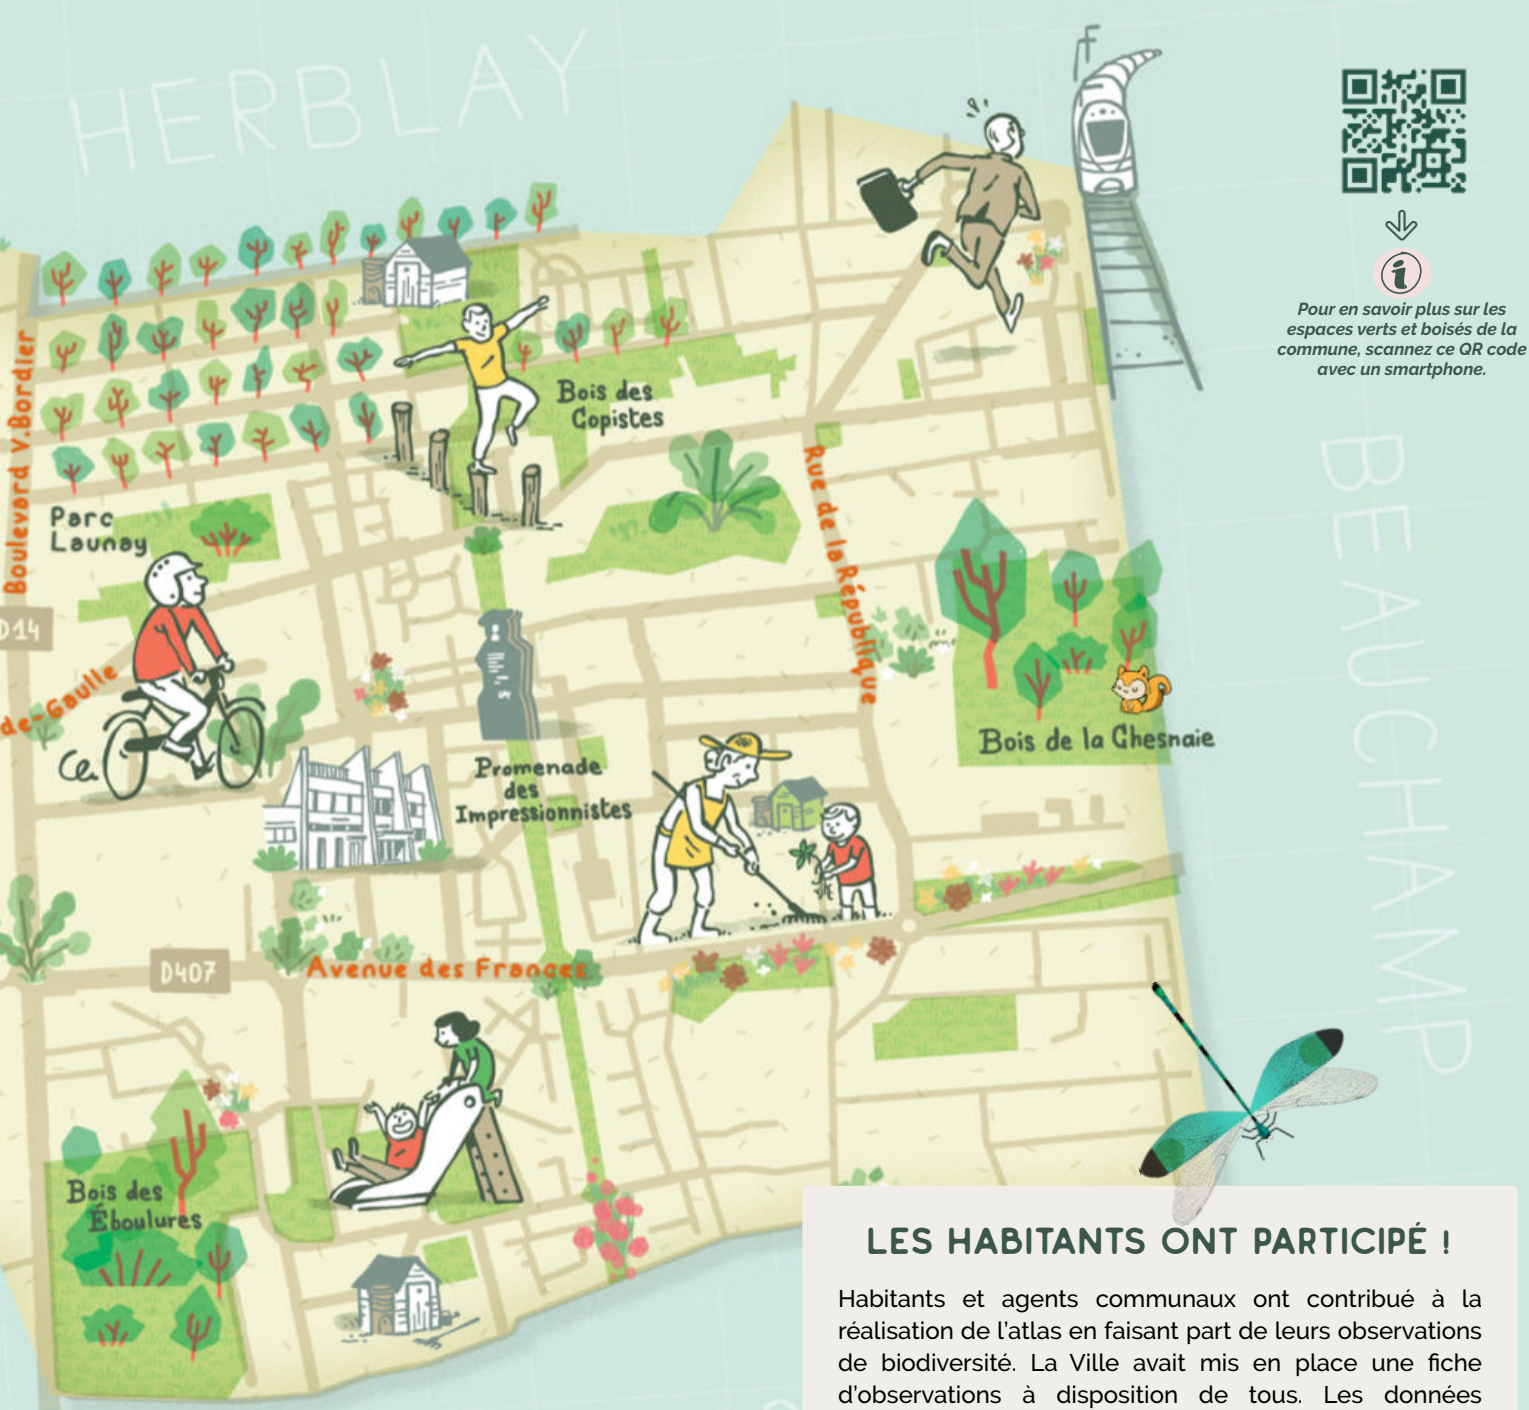 HERBLAY
Pour en savoir plus sur les
espaces verts et boisés de la
commune, scannez ce QR code
avec un smartphone.
Boulevard V.Bordier
Bois des
Copistes
BEAUCHAMP
Parc
Launay
Rue de la République
D14
de-Gaulle
Bois de la Chesnaie
Promenade
des
Impressionnistes
D407
Avenue des Frances
Bois des
Éboulures
LES HABITANTS ONT PARTICIPÉ !
Habitants et agents communaux ont contribué à la
réalisation de l'atlas en faisant part de leurs observations
de biodiversité. La Ville avait mis en place une fiche
d'observations à disposition de tous. Les données